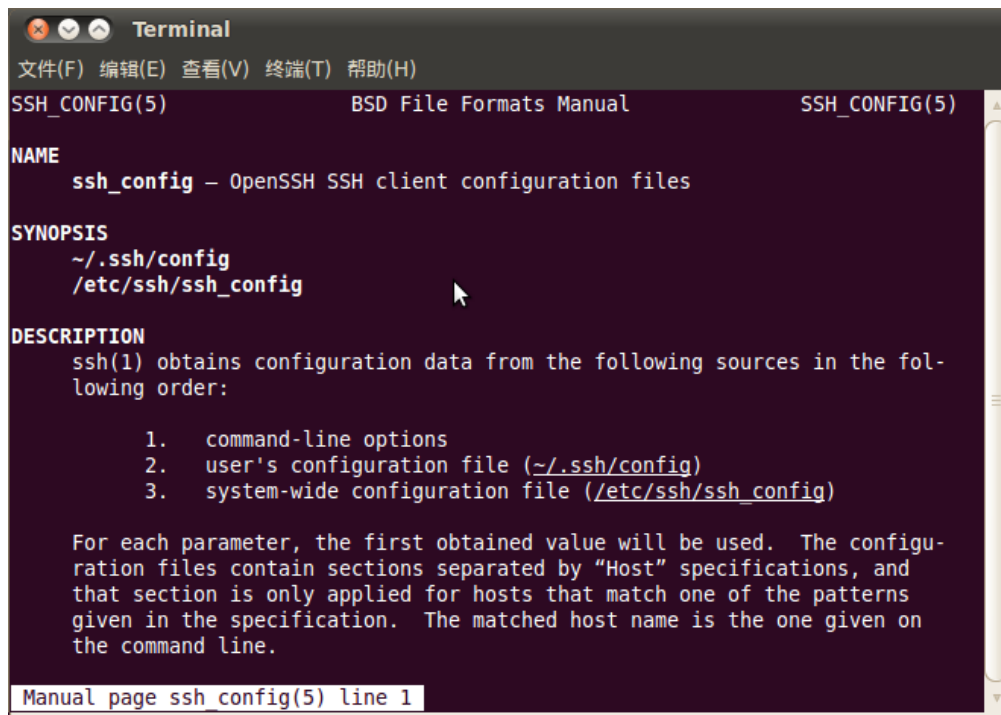 Terminal
文件(F) 编辑(E) 查看(V) 终端(T) 帮助(H)
SSH_CONFIG(5) BSD File Formats Manual SSH_CONFIG(5)
NAME
ssh_config — OpenSSH SSH client configuration files
SYNOPSIS
~/.ssh/config
/etc/ssh/ssh_config
DESCRIPTION
ssh(1) obtains configuration data from the following sources in the fol-
lowing order:
1. command-line options
2. user's configuration file (~/.ssh/config)
3. system-wide configuration file (/etc/ssh/ssh_config)
For each parameter, the first obtained value will be used. The configu-
ration files contain sections separated by “Host” specifications, and
that section is only applied for hosts that match one of the patterns
given in the specification. The matched host name is the one given on
the command line.
Manual page ssh_config(5) line 1